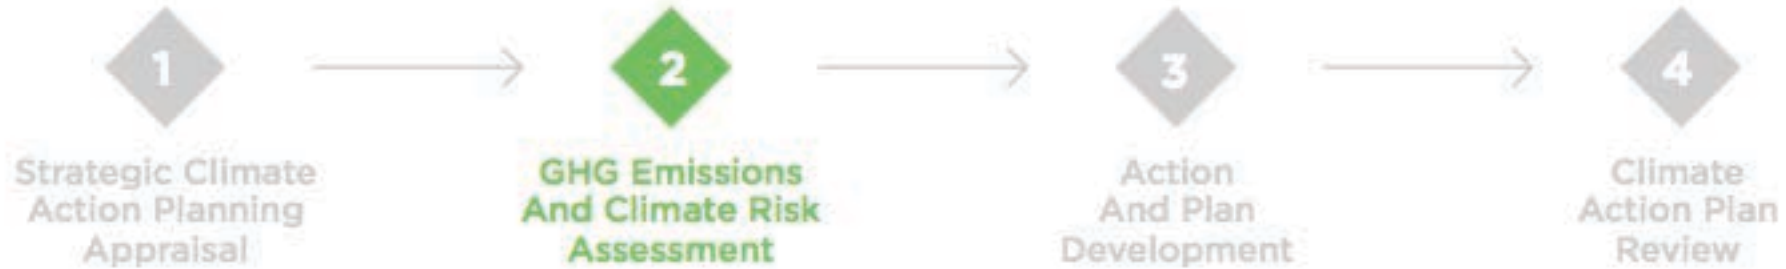 1
Strategic Climate
Action Planning
Appraisal
2
GHG Emissions
And Climate Risk
Assessment
3
Action
And Plan
Development
4
Climate
Action Plan
Review